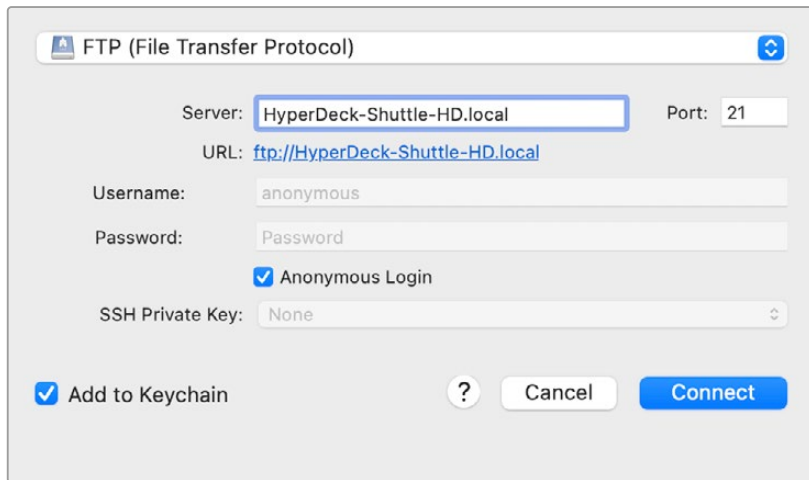 FTP (File Transfer Protocol)
Server: HyperDeck-Shuttle-HD.local Port: 21
URL: ftp://HyperDeck-Shuttle-HD.local
Username: anonymous
Password: Password
Anonymous Login
SSH Private Key: None
Add to Keychain ? Cancel Connect